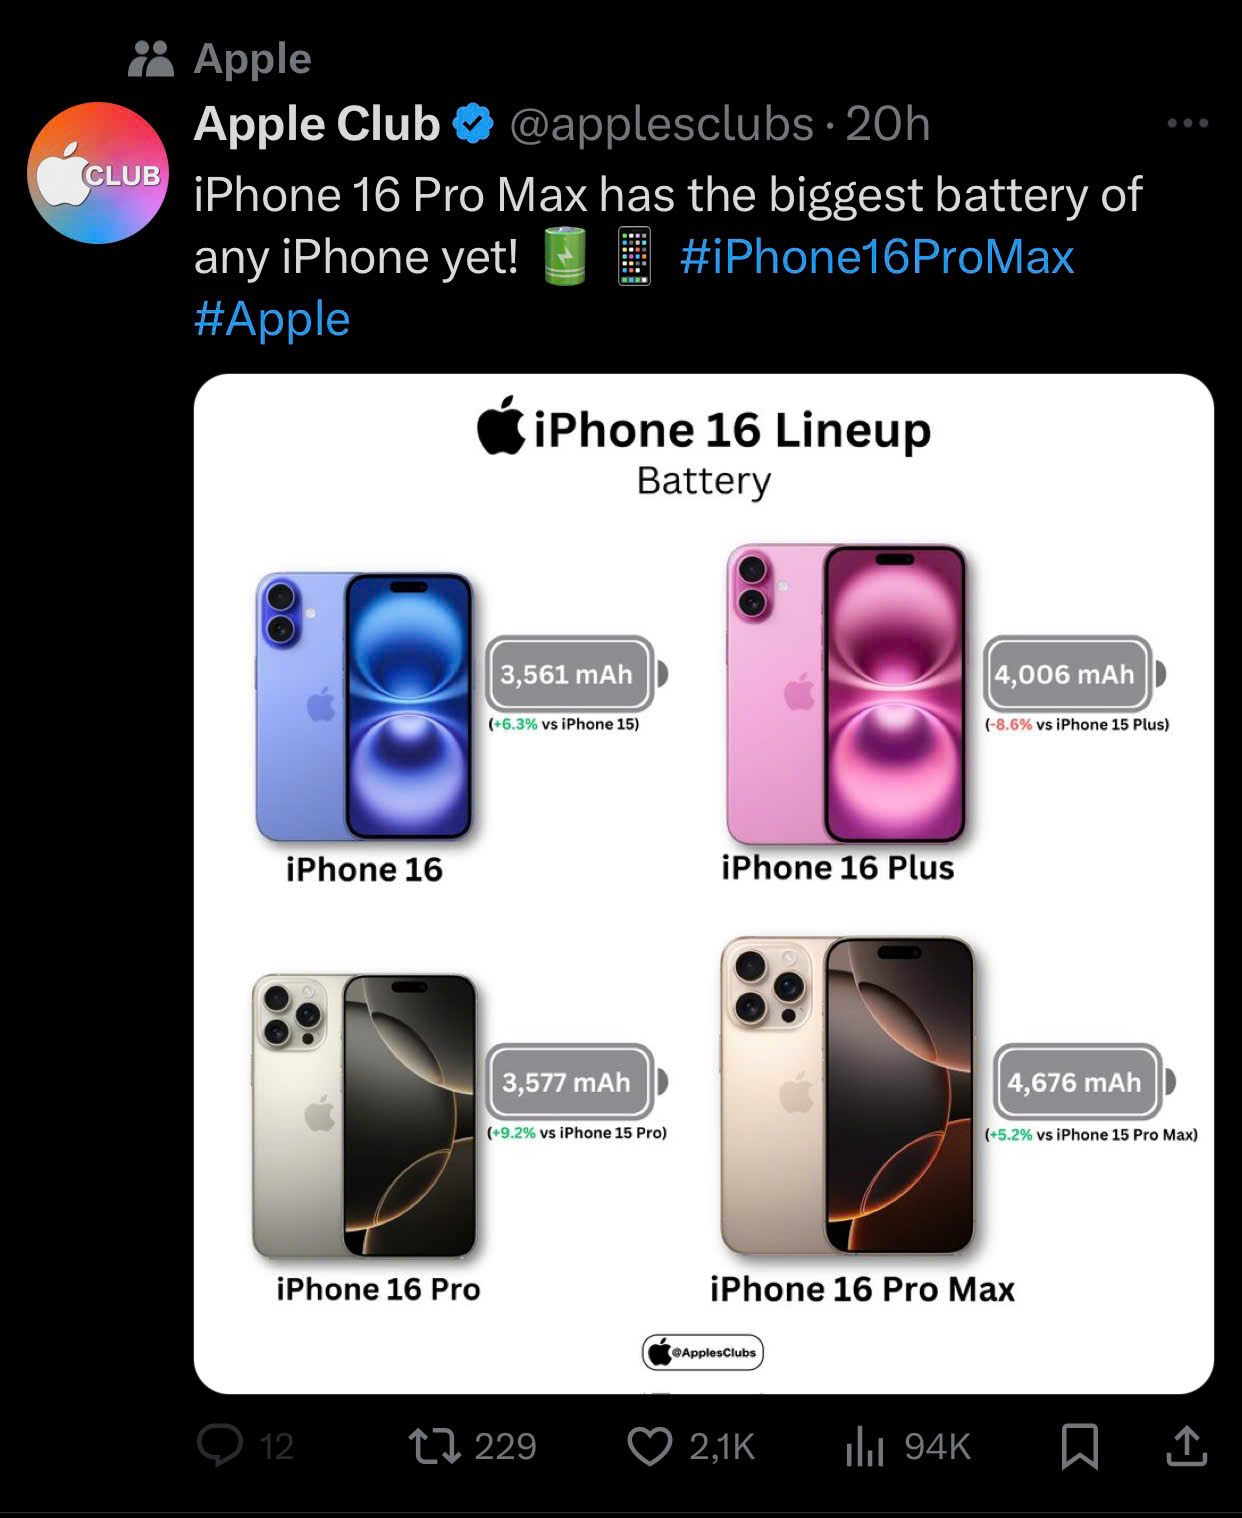 Apple
Apple Club @applesclubs · 20h
CLUB
iPhone 16 Pro Max has the biggest battery of
any iPhone yet! 🔋 📱 #iPhone16ProMax
#Apple
iPhone 16 Lineup
Battery
3,561 mAh
(+6.3% vs iPhone 15)
iPhone 16
4,006 mAh
(-8.6% vs iPhone 15 Plus)
iPhone 16 Plus
3,577 mAh
(+9.2% vs iPhone 15 Pro)
iPhone 16 Pro
4,676 mAh
(+5.2% vs iPhone 15 Pro Max)
iPhone 16 Pro Max
@ApplesClubs
12 229 2,1K 94K